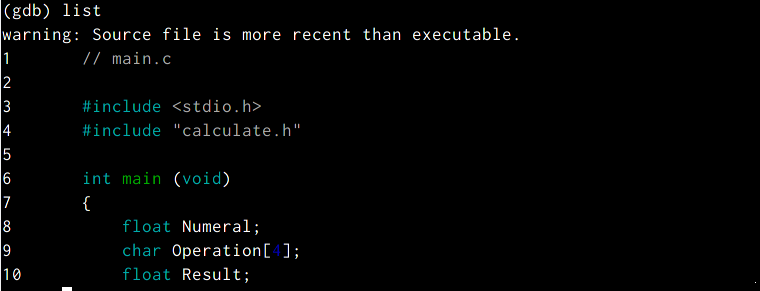 (gdb) list
warning: Source file is more recent than executable.
1       // main.c
2
3       #include <stdio.h>
4       #include "calculate.h"
5
6       int main (void)
7       {
8           float Numeral;
9           char Operation[4];
10          float Result;